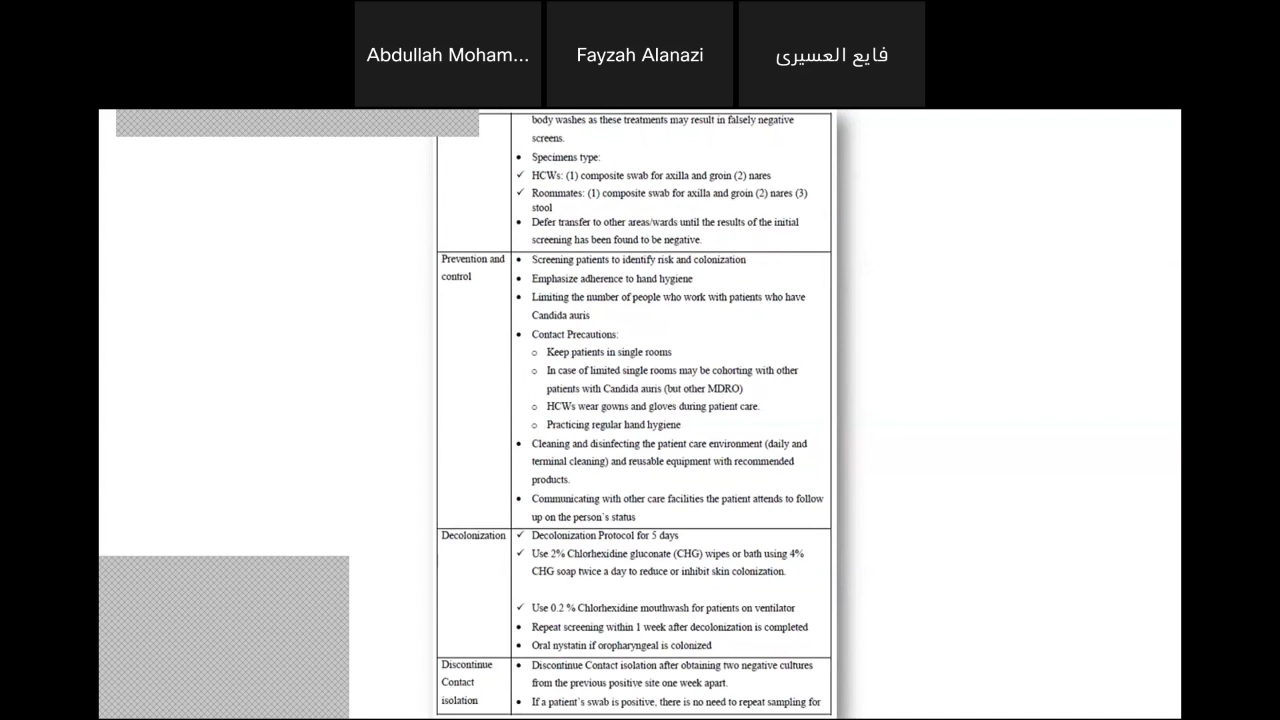 Abdullah Moham...
Fayzah Alanazi
فايع العسيرى
body washes as these treatments may result in falsely negative
screens.
• Specimens type:
✓ HCWs: (1) composite swab for axilla and groin (2) nares
✓ Roommates: (1) composite swab for axilla and groin (2) nares (3)
stool
• Defer transfer to other areas/wards until the results of the initial
screening has been found to be negative.
Prevention and
control
• Screening patients to identify risk and colonization
• Emphasize adherence to hand hygiene
• Limiting the number of people who work with patients who have
Candida auris
• Contact Precautions:
o Keep patients in single rooms
o In case of limited single rooms may be cohorting with other
patients with Candida auris (but other MDRO)
o HCWs wear gowns and gloves during patient care.
o Practicing regular hand hygiene
• Cleaning and disinfecting the patient care environment (daily and
terminal cleaning) and reusable equipment with recommended
products.
• Communicating with other care facilities the patient attends to follow
up on the person's status
Decolonization
✓ Decolonization Protocol for 5 days
✓ Use 2% Chlorhexidine gluconate (CHG) wipes or bath using 4%
CHG soap twice a day to reduce or inhibit skin colonization.
✓ Use 0.2 % Chlorhexidine mouthwash for patients on ventilator
• Repeat screening within 1 week after decolonization is completed
• Oral nystatin if oropharyngeal is colonized
Discontinue
Contact
isolation
• Discontinue Contact isolation after obtaining two negative cultures
from the previous positive site one week apart.
• If a patient's swab is positive, there is no need to repeat sampling for